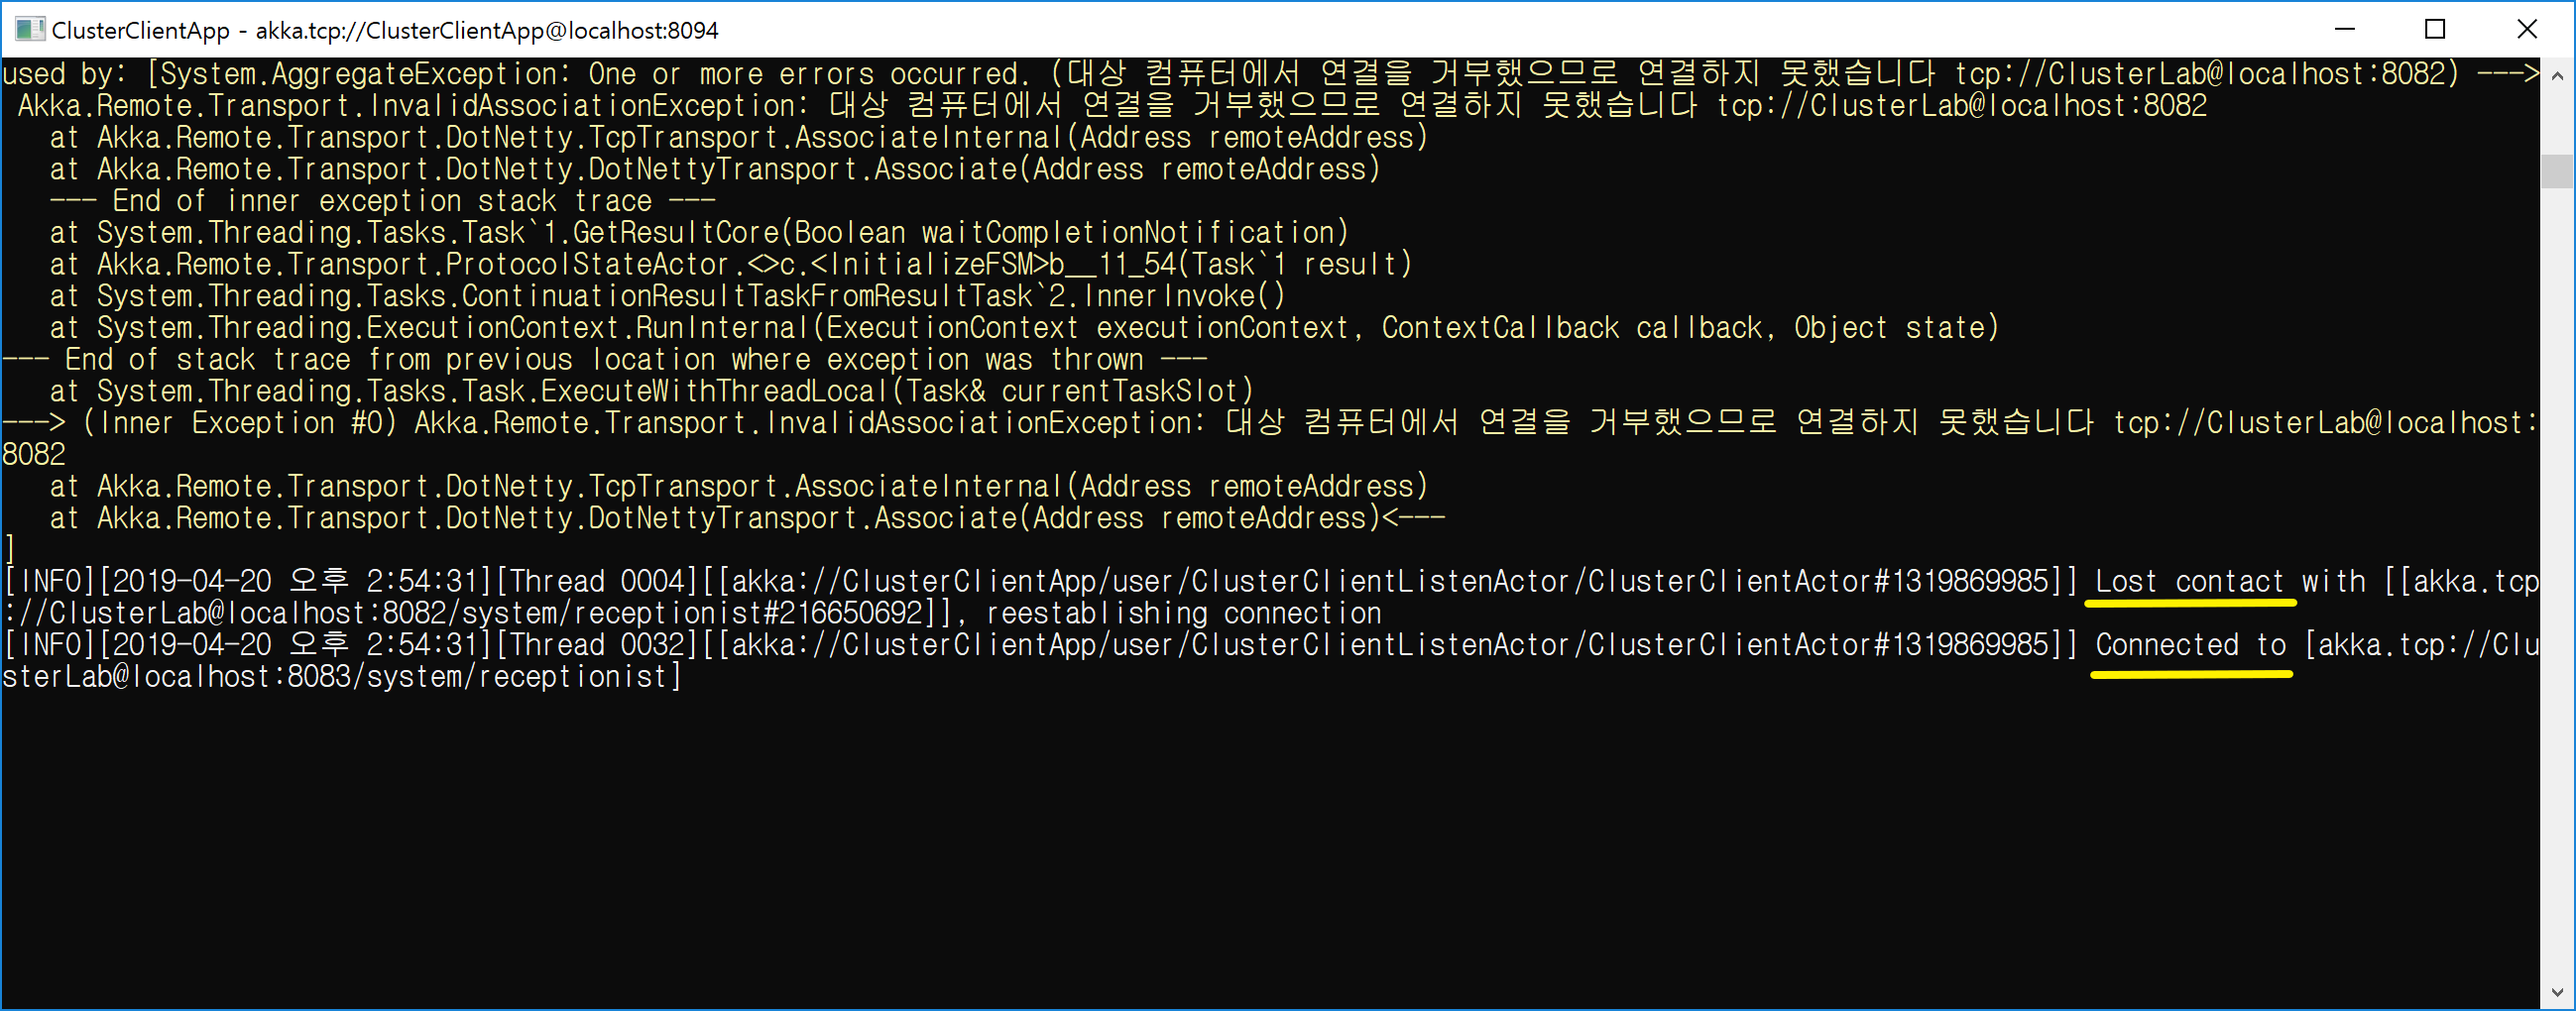 ClusterClientApp - akka.tcp://ClusterClientApp@localhost:8094
used by: [System.AggregateException: One or more errors occurred. (대상 컴퓨터에서 연결을 거부했으므로 연결하지 못했습니다 tcp://ClusterLab@localhost:8082) --->
 Akka.Remote.Transport.InvalidAssociationException: 대상 컴퓨터에서 연결을 거부했으므로 연결하지 못했습니다 tcp://ClusterLab@localhost:8082
   at Akka.Remote.Transport.DotNetty.TcpTransport.AssociateInternal(Address remoteAddress)
   at Akka.Remote.Transport.DotNetty.DotNettyTransport.Associate(Address remoteAddress)
   --- End of inner exception stack trace ---
   at System.Threading.Tasks.Task`1.GetResultCore(Boolean waitCompletionNotification)
   at Akka.Remote.Transport.ProtocolStateActor.<>c.<InitializeFSM>b__11_54(Task`1 result)
   at System.Threading.Tasks.ContinuationResultTaskFromResultTask`2.InnerInvoke()
   at System.Threading.ExecutionContext.RunInternal(ExecutionContext executionContext, ContextCallback callback, Object state)
--- End of stack trace from previous location where exception was thrown ---
   at System.Threading.Tasks.Task.ExecuteWithThreadLocal(Task& currentTaskSlot)
---> (Inner Exception #0) Akka.Remote.Transport.InvalidAssociationException: 대상 컴퓨터에서 연결을 거부했으므로 연결하지 못했습니다 tcp://ClusterLab@localhost:
8082
   at Akka.Remote.Transport.DotNetty.TcpTransport.AssociateInternal(Address remoteAddress)
   at Akka.Remote.Transport.DotNetty.DotNettyTransport.Associate(Address remoteAddress)<---
]
[INFO][2019-04-20 오후 2:54:31][Thread 0004][[akka://ClusterClientApp/user/ClusterClientListenActor/ClusterClientActor#1319869985]] Lost contact with [[akka.tcp
://ClusterLab@localhost:8082/system/receptionist#216650692]], reestablishing connection
[INFO][2019-04-20 오후 2:54:31][Thread 0032][[akka://ClusterClientApp/user/ClusterClientListenActor/ClusterClientActor#1319869985]] Connected to [akka.tcp://Clu
sterLab@localhost:8083/system/receptionist]